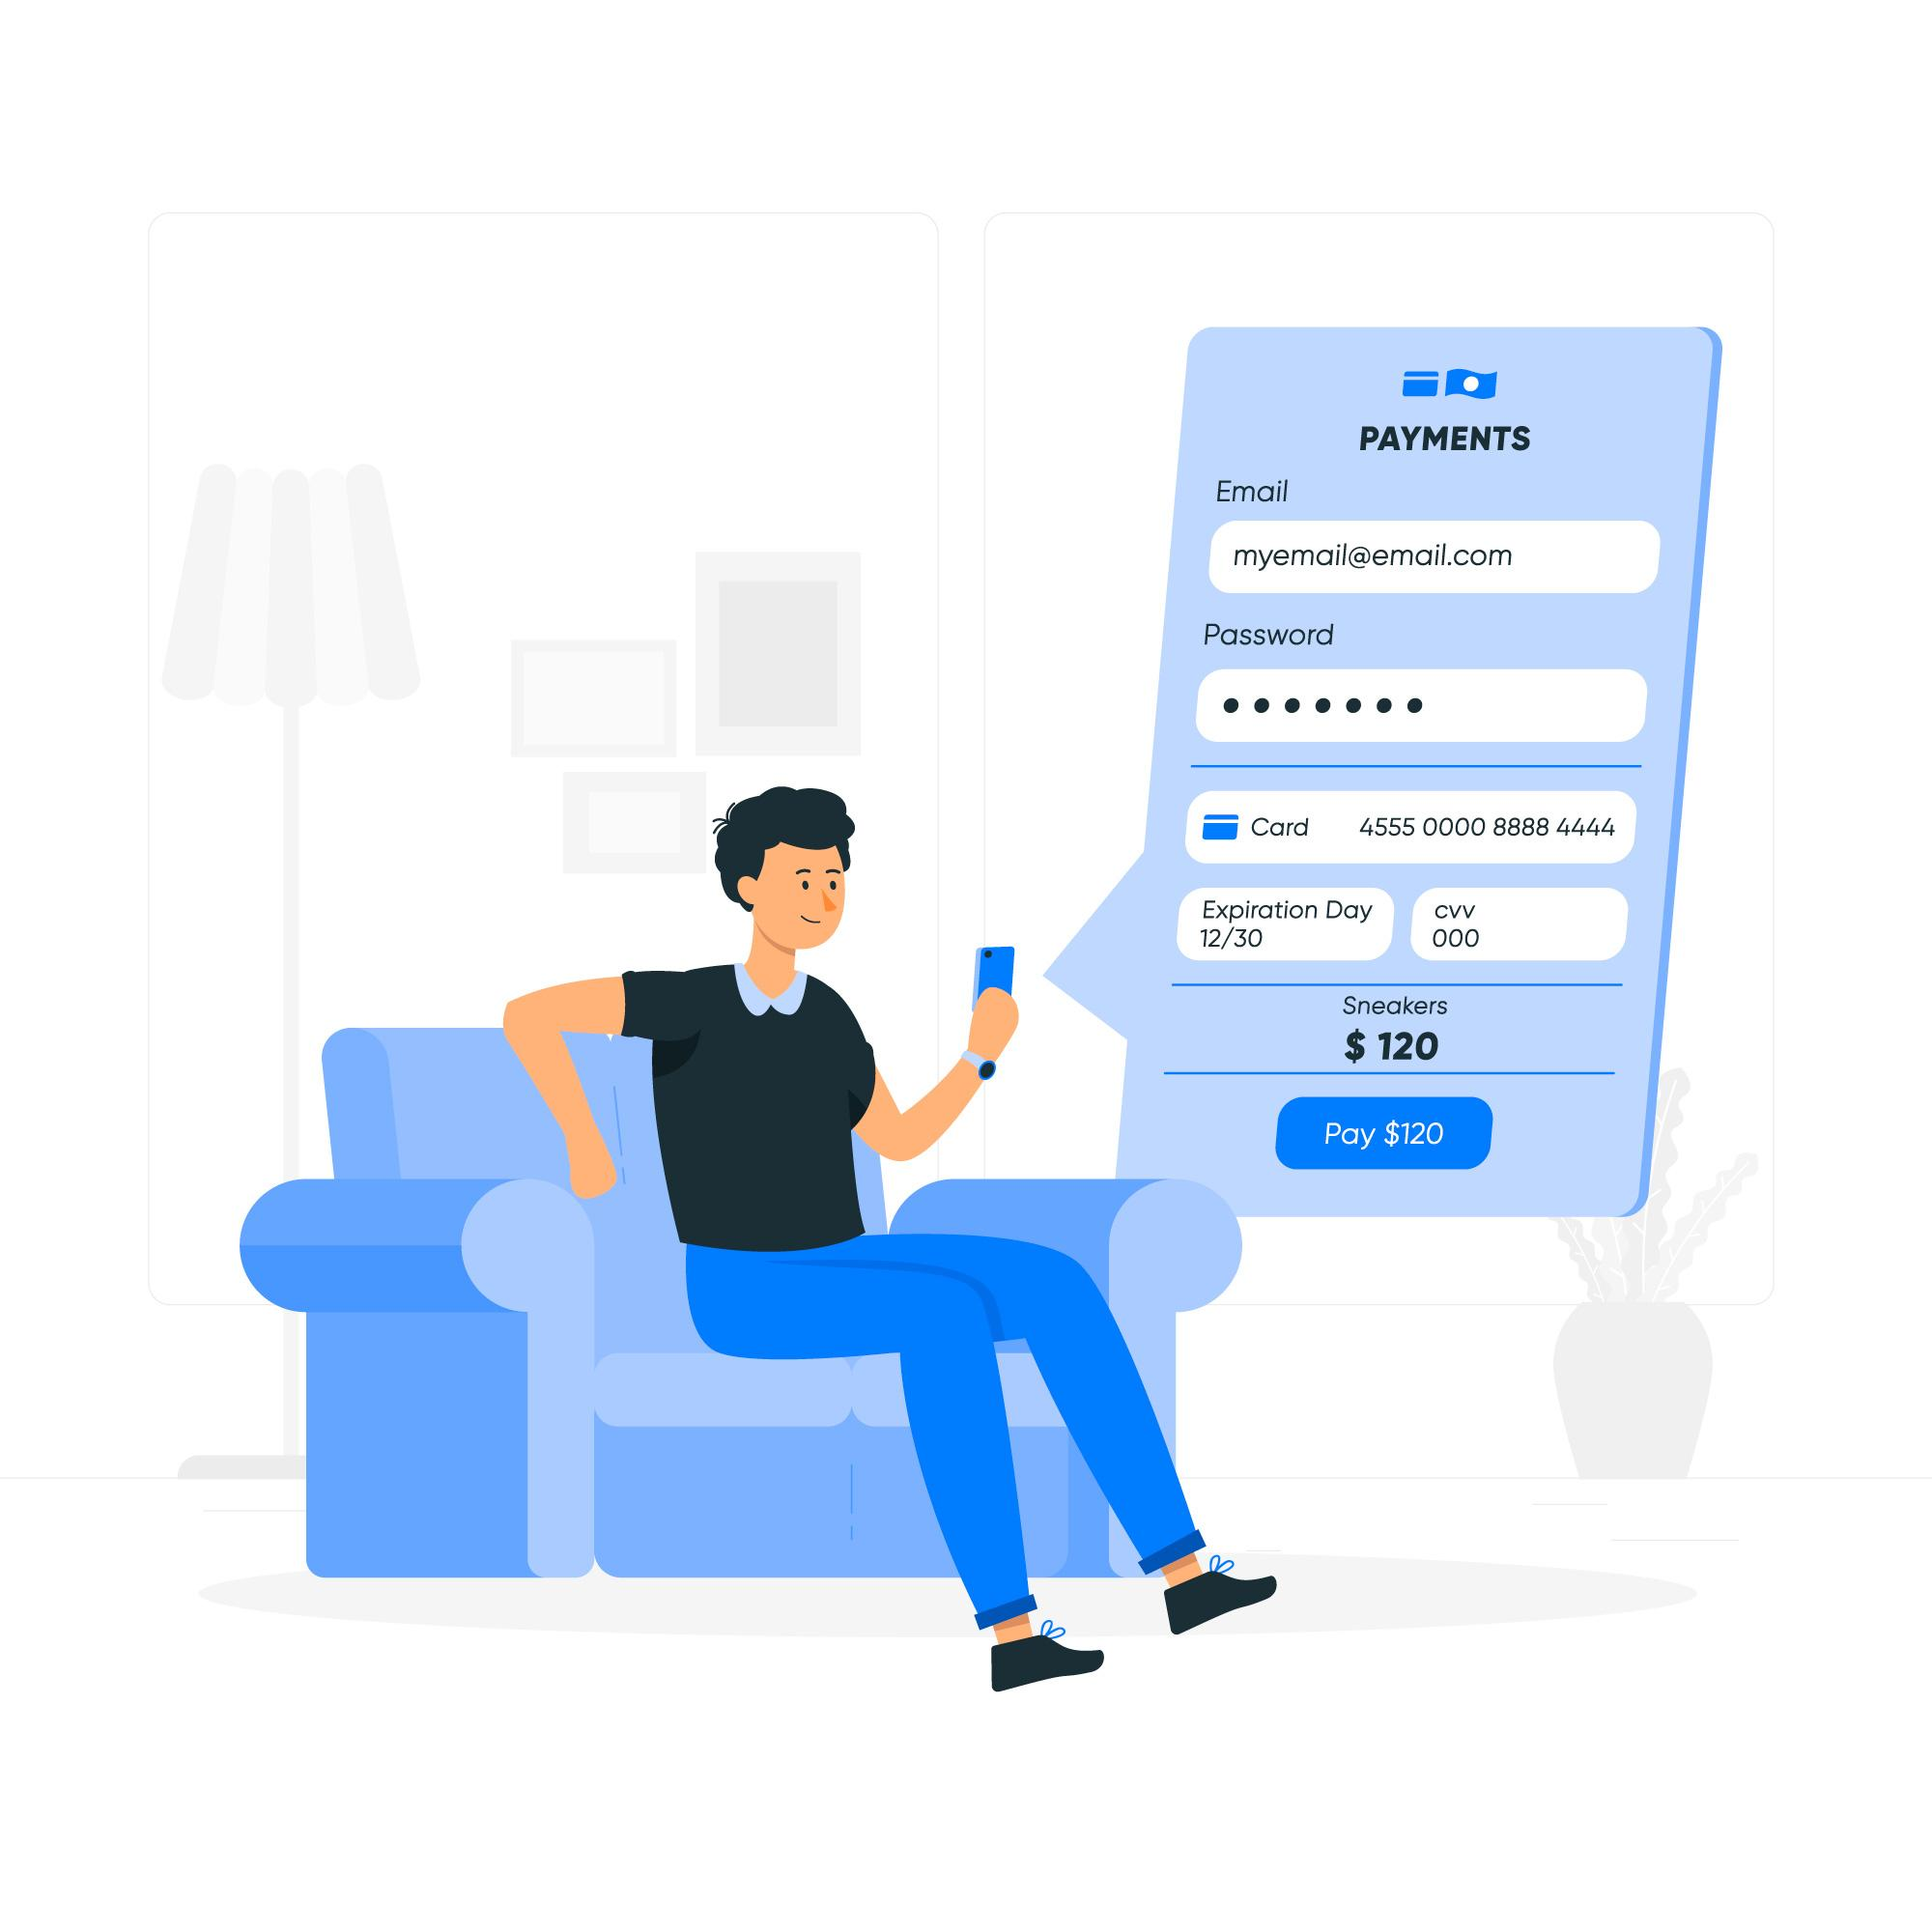 PAYMENTS
Email
myemail@email.com
Password
•••••••
Card 4555 0000 8888 4444
Expiration Day
12/30
cvv
000
Sneakers
$ 120
Pay $120